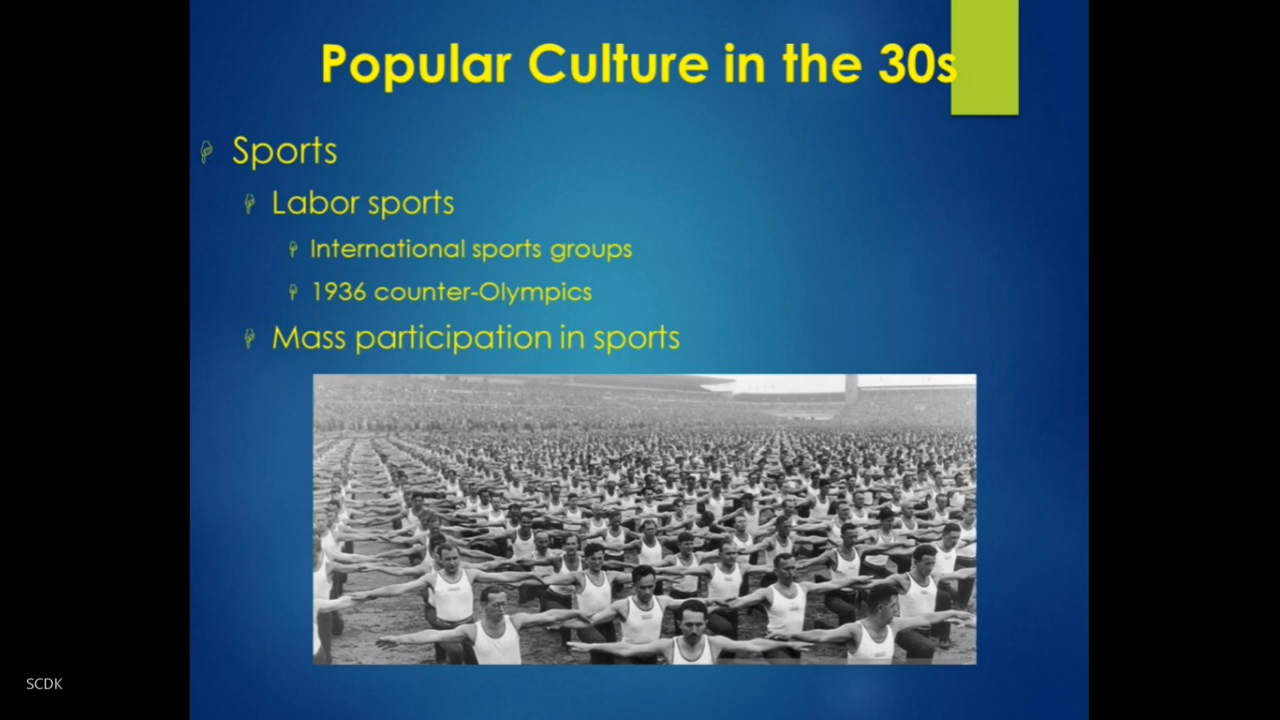 Popular Culture in the 30s
Sports
Labor sports
International sports groups
1936 counter-Olympics
Mass participation in sports
SCDK